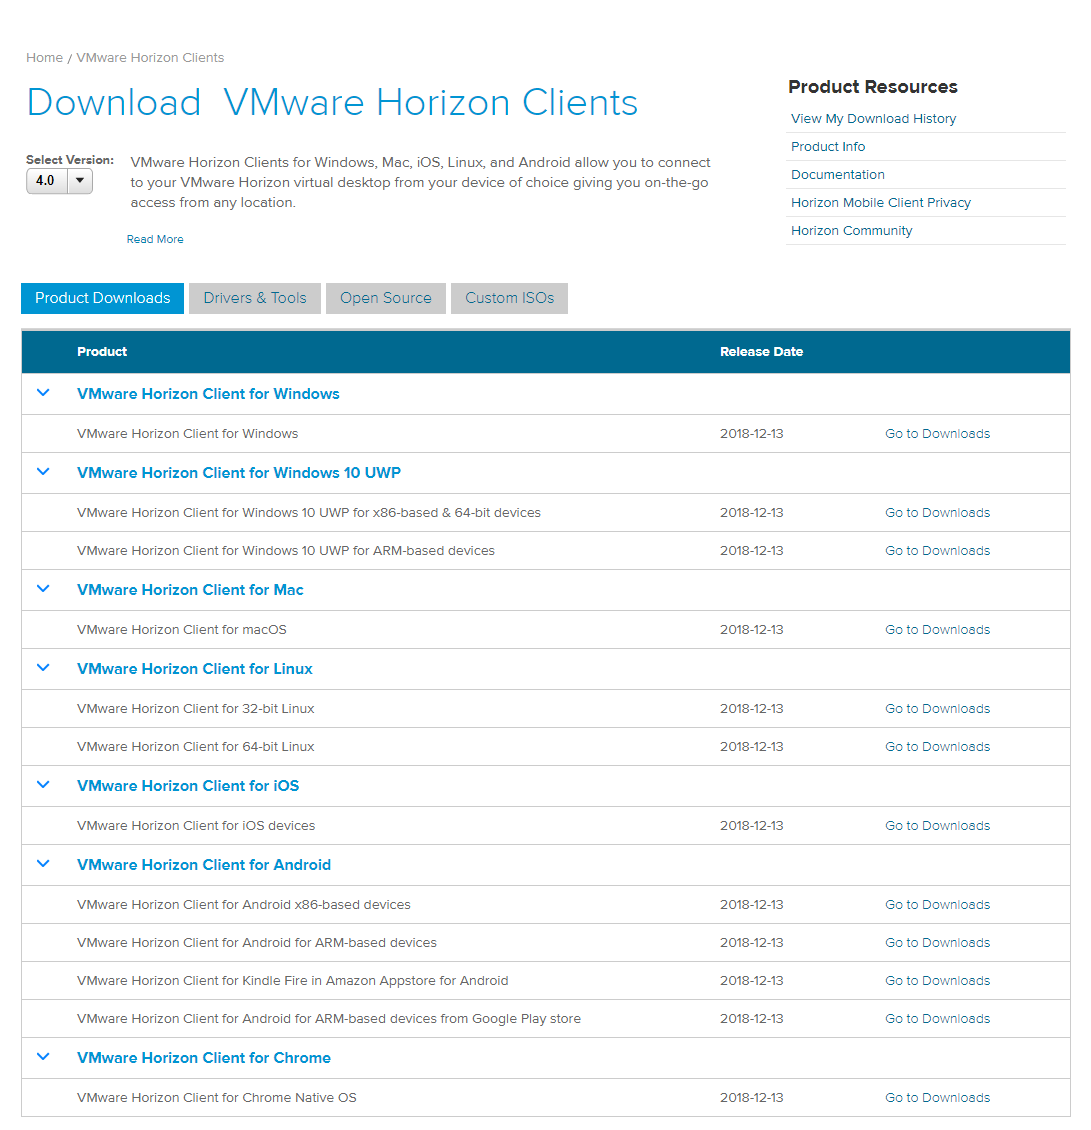 Home / VMware Horizon Clients
Download VMware Horizon Clients
Select Version:
4.0
VMware Horizon Clients for Windows, Mac, iOS, Linux, and Android allow you to connect
to your VMware Horizon virtual desktop from your device of choice giving you on-the-go
access from any location.
Read More
Product Resources
View My Download History
Product Info
Documentation
Horizon Mobile Client Privacy
Horizon Community
Product Downloads Drivers & Tools Open Source Custom ISOs
Product Release Date
VMware Horizon Client for Windows
VMware Horizon Client for Windows 2018-12-13 Go to Downloads
VMware Horizon Client for Windows 10 UWP
VMware Horizon Client for Windows 10 UWP for x86-based & 64-bit devices 2018-12-13 Go to Downloads
VMware Horizon Client for Windows 10 UWP for ARM-based devices 2018-12-13 Go to Downloads
VMware Horizon Client for Mac
VMware Horizon Client for macOS 2018-12-13 Go to Downloads
VMware Horizon Client for Linux
VMware Horizon Client for 32-bit Linux 2018-12-13 Go to Downloads
VMware Horizon Client for 64-bit Linux 2018-12-13 Go to Downloads
VMware Horizon Client for iOS
VMware Horizon Client for iOS devices 2018-12-13 Go to Downloads
VMware Horizon Client for Android
VMware Horizon Client for Android x86-based devices 2018-12-13 Go to Downloads
VMware Horizon Client for Android for ARM-based devices 2018-12-13 Go to Downloads
VMware Horizon Client for Kindle Fire in Amazon Appstore for Android 2018-12-13 Go to Downloads
VMware Horizon Client for Android for ARM-based devices from Google Play store 2018-12-13 Go to Downloads
VMware Horizon Client for Chrome
VMware Horizon Client for Chrome Native OS 2018-12-13 Go to Downloads